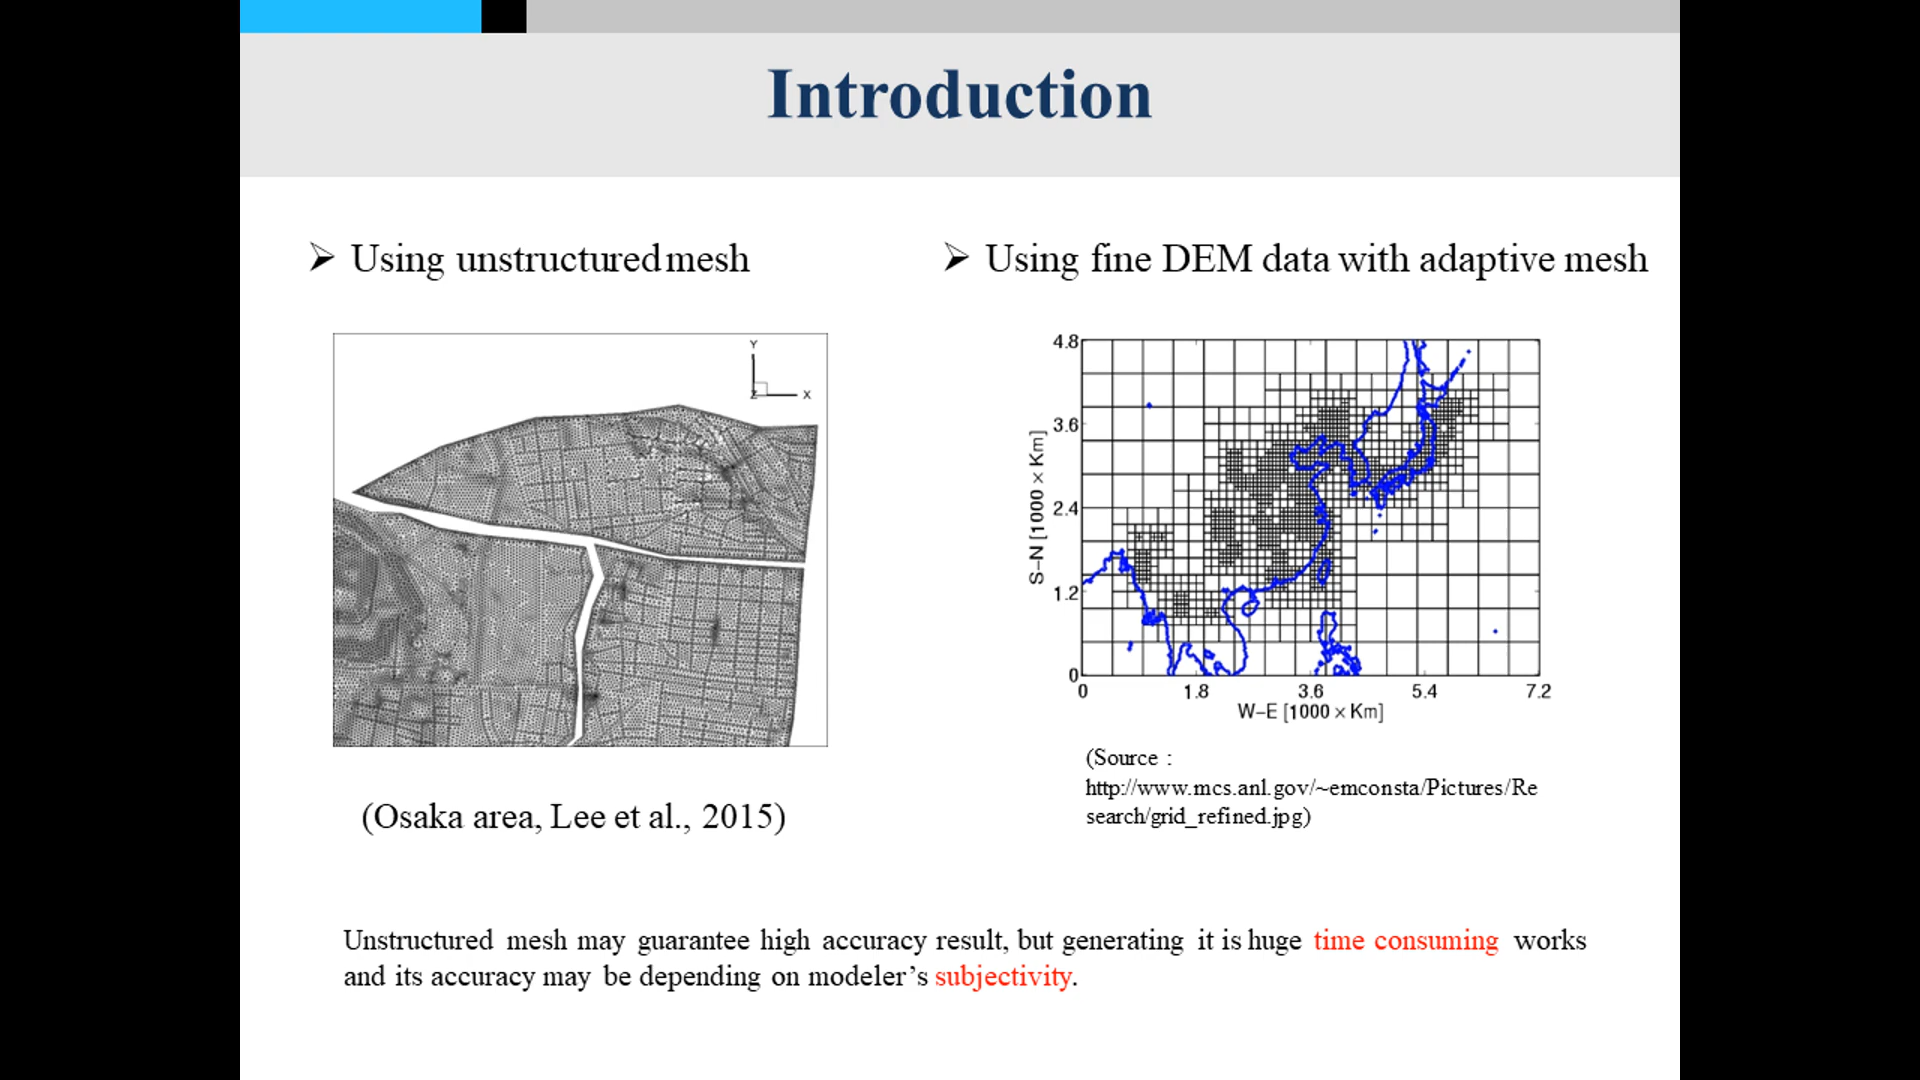 Introduction
➢ Using unstructured mesh
➢ Using fine DEM data with adaptive mesh
Y
Z
X
(Osaka area, Lee et al., 2015)
4.8
3.6
2.4
1.2
0
S–N [1000 × Km]
0 1.8 3.6 5.4 7.2
W–E [1000 × Km]
(Source :
http://www.mcs.anl.gov/~emconsta/Pictures/Re
search/grid_refined.jpg)
Unstructured mesh may guarantee high accuracy result, but generating it is huge time consuming works
and its accuracy may be depending on modeler’s subjectivity.